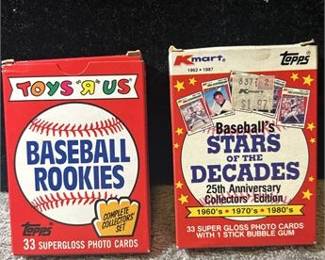 TOYS "R" US
BASEBALL
ROOKIES
COMPLETE
COLLECTORS'
SET
Topps
33 SUPERGLOSS PHOTO CARDS
Kmart
1962 • 1987
Topps
$1.97
Baseball's
STARS
OF THE
DECADES
25th Anniversary
Collectors' Edition
1960's • 1970's • 1980's
33 SUPER GLOSS PHOTO CARDS
WITH 1 STICK BUBBLE GUM